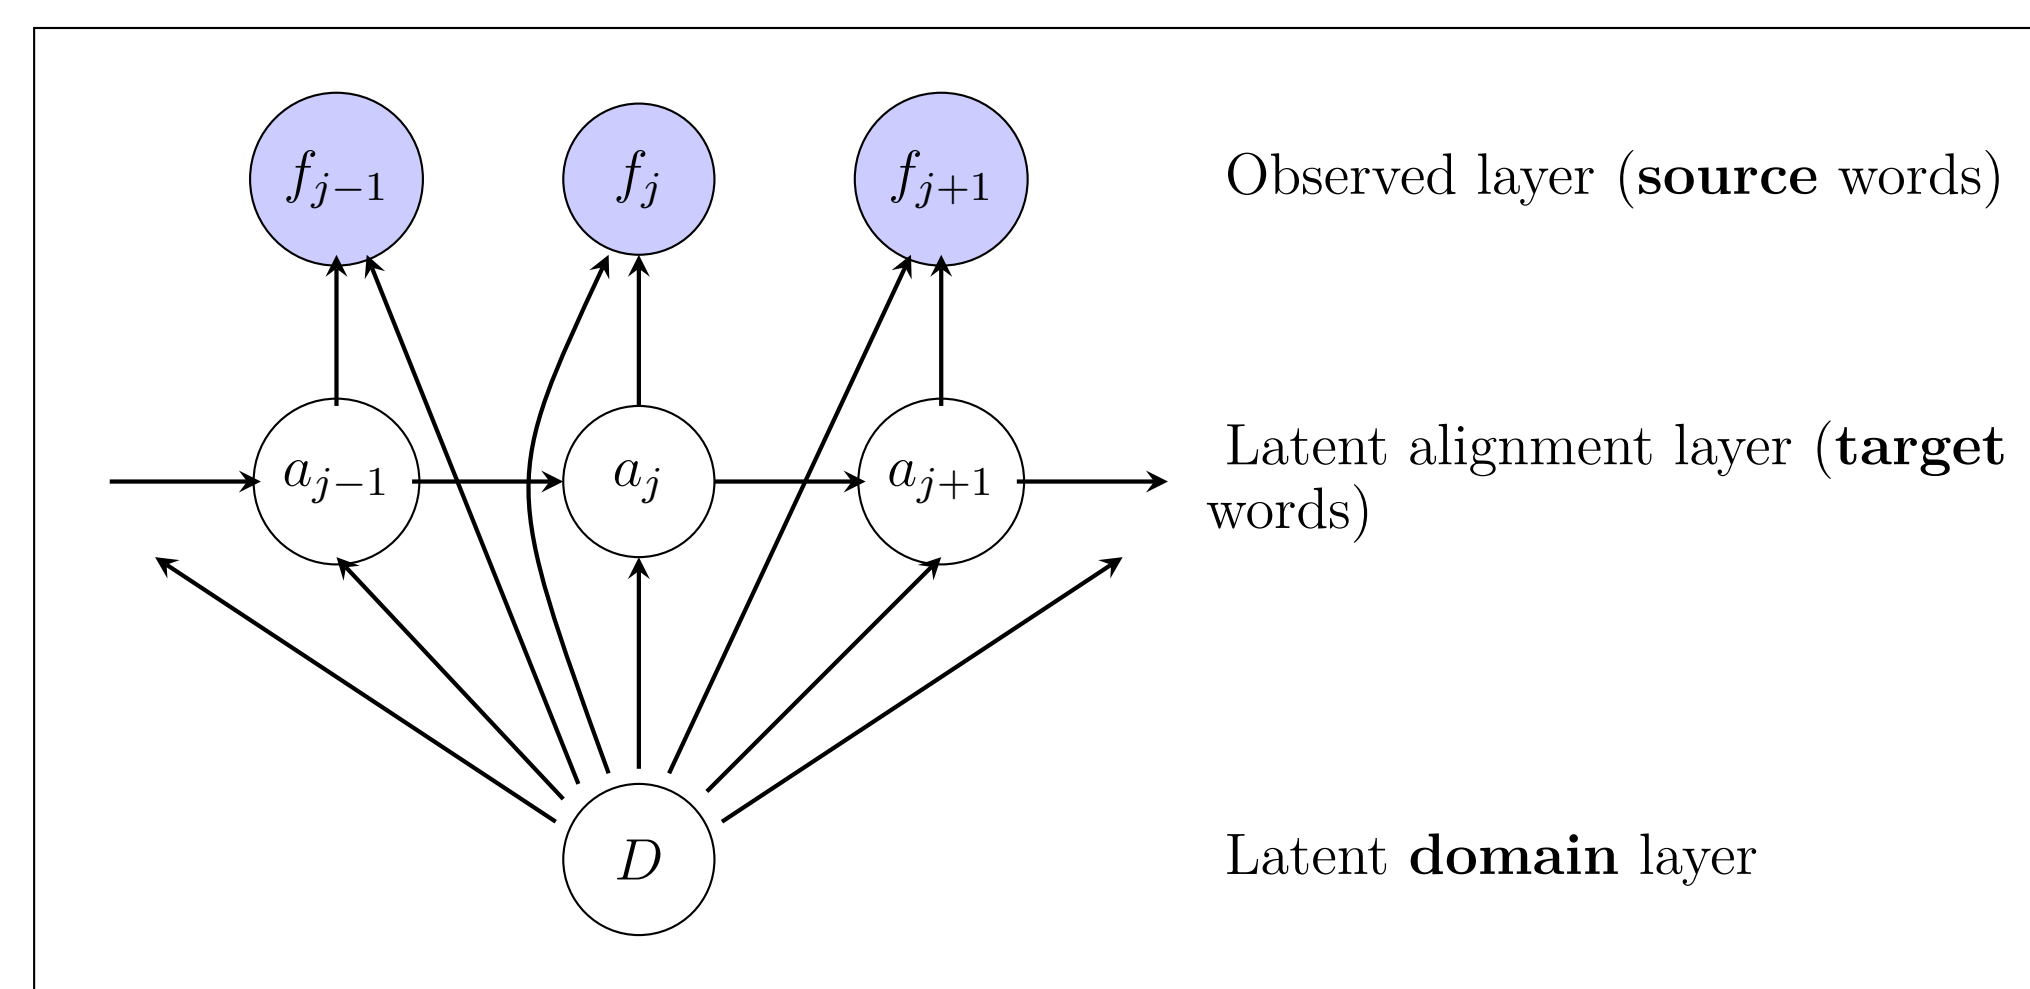 f_{j−1} f_j f_{j+1} Observed layer (source words)
a_{j−1} a_j a_{j+1} Latent alignment layer (target
words)
D Latent domain layer